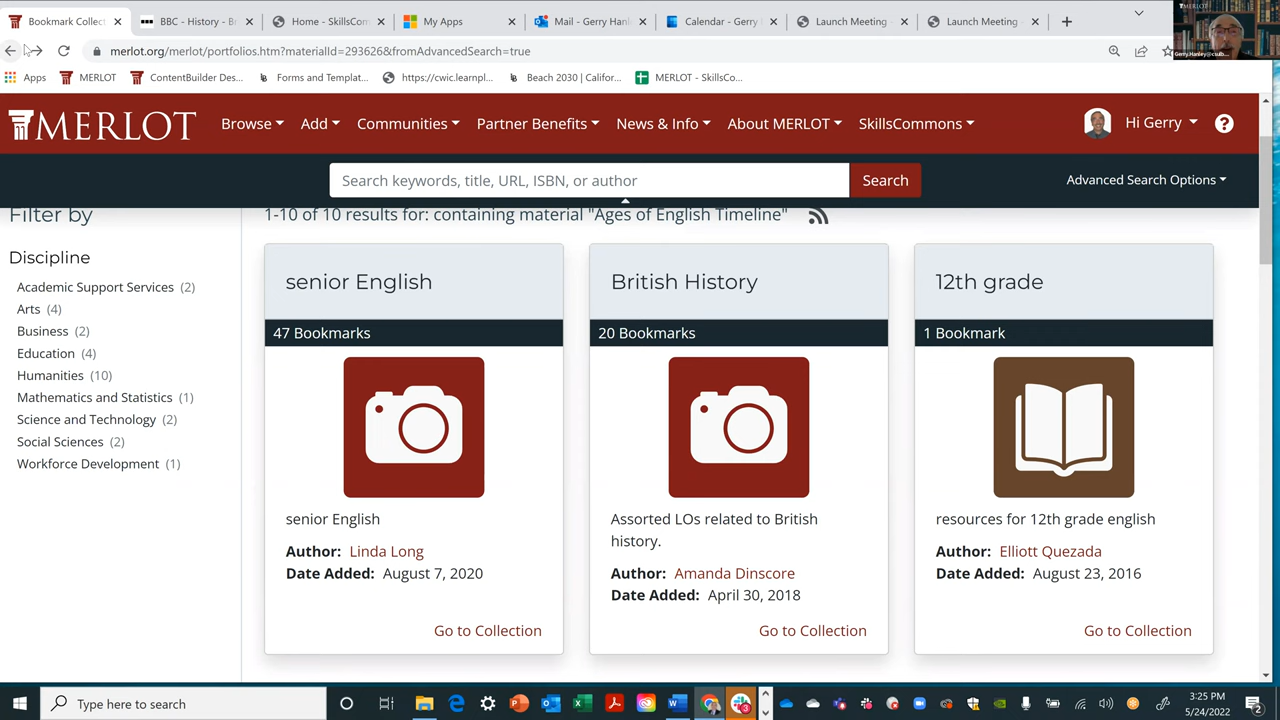 Bookmark Collect
BBC - History - Br
Home - SkillsCom
My Apps
Mail - Gerry Hanl
Calendar - Gerry
Launch Meeting -
Launch Meeting -
merlot.org/merlot/portfolios.htm?materialId=293626&fromAdvancedSearch=true
Apps
MERLOT
ContentBuilder Des...
Forms and Templat...
https://cwic.learnpl...
Beach 2030 | Califor...
MERLOT - SkillsCo...
MERLOT
Gerry.Hanley@csulb...
MERLOT
Browse
Add
Communities
Partner Benefits
News & Info
About MERLOT
SkillsCommons
Hi Gerry
?
Search keywords, title, URL, ISBN, or author
Search
Advanced Search Options
Filter by
Discipline
Academic Support Services (2)
Arts (4)
Business (2)
Education (4)
Humanities (10)
Mathematics and Statistics (1)
Science and Technology (2)
Social Sciences (2)
Workforce Development (1)
1-10 of 10 results for: containing material "Ages of English Timeline"
senior English
47 Bookmarks
senior English
Author: Linda Long
Date Added: August 7, 2020
Go to Collection
British History
20 Bookmarks
Assorted LOs related to British
history.
Author: Amanda Dinscore
Date Added: April 30, 2018
Go to Collection
12th grade
1 Bookmark
resources for 12th grade english
Author: Elliott Quezada
Date Added: August 23, 2016
Go to Collection
Type here to search
3:25 PM
5/24/2022
2